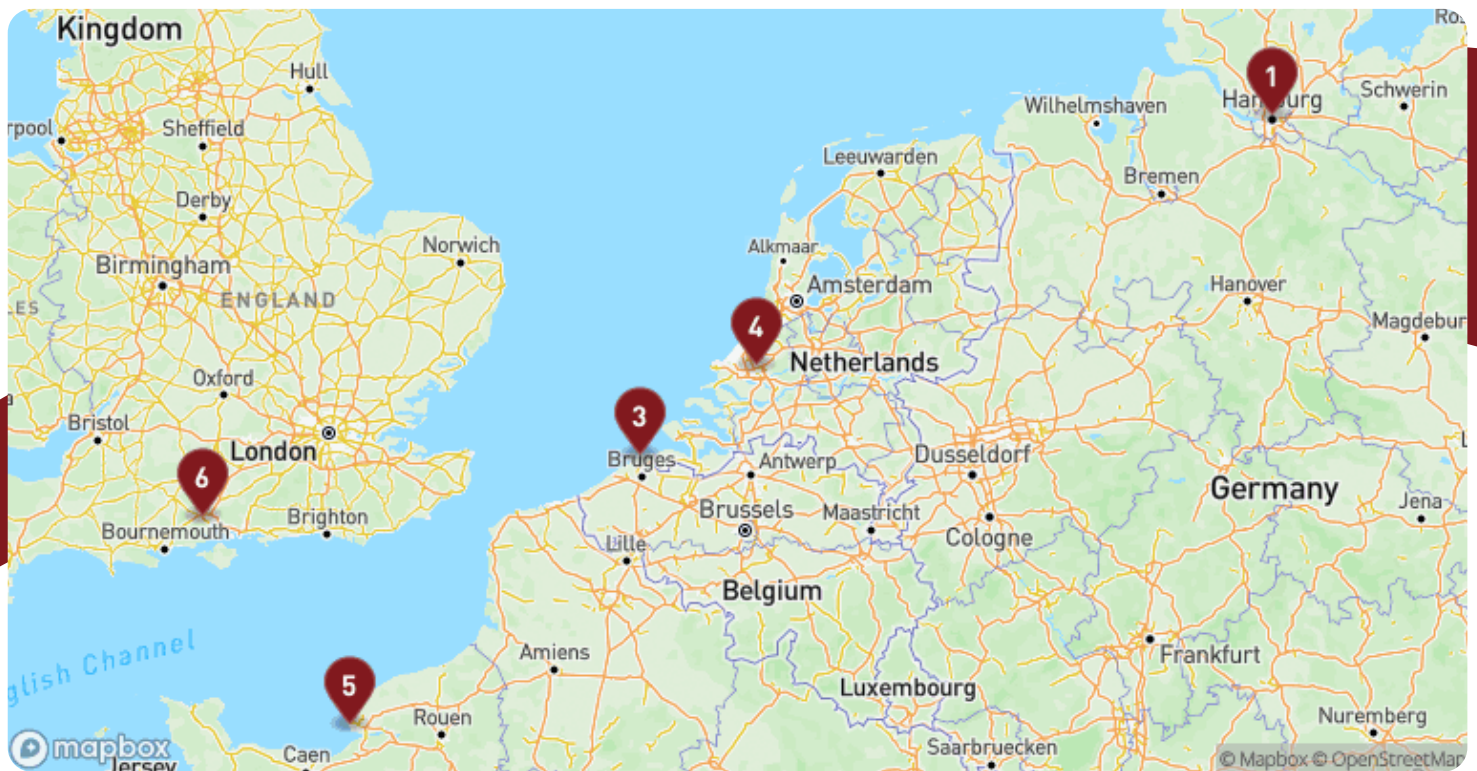 Kingdom
Ros
Hull
1
Hamburg
Schwerin
Wilhelmshaven
rpool
Sheffield
Leeuwarden
Bremen
Derby
Norwich
Alkmaar
Birmingham
Amsterdam
Hanover
ENGLAND
LES
4
Magdebur
Netherlands
Oxford
3
Bristol
London
Bruges
Antwerp
Dusseldorf
6
Germany
Jena
Brussels
Maastricht
Bournemouth
Brighton
Cologne
Lille
Belgium
glish Channel
Amiens
Frankfurt
5
Luxembourg
Rouen
Nuremberg
mapbox
Caen
Saarbruecken
Jersey
© Mapbox © OpenStreetMap